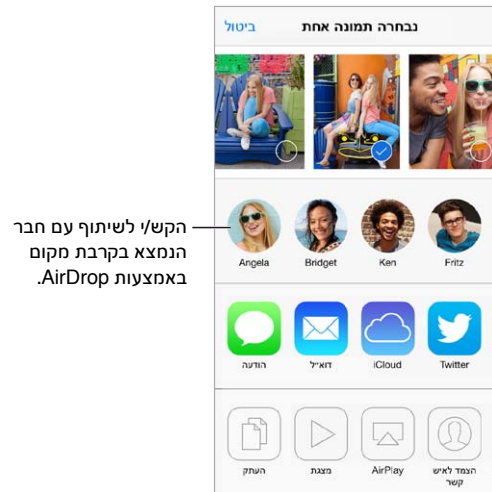 נבחרה תמונה אחת
ביטול
הקש/י לשיתוף עם חבר
הנמצא בקרבת מקום
באמצעות AirDrop.
Angela
Bridget
Ken
Fritz
הודעה
דוא״ל
iCloud
Twitter
העתק
מצגת
AirPlay
הצמד לאיש
קשר